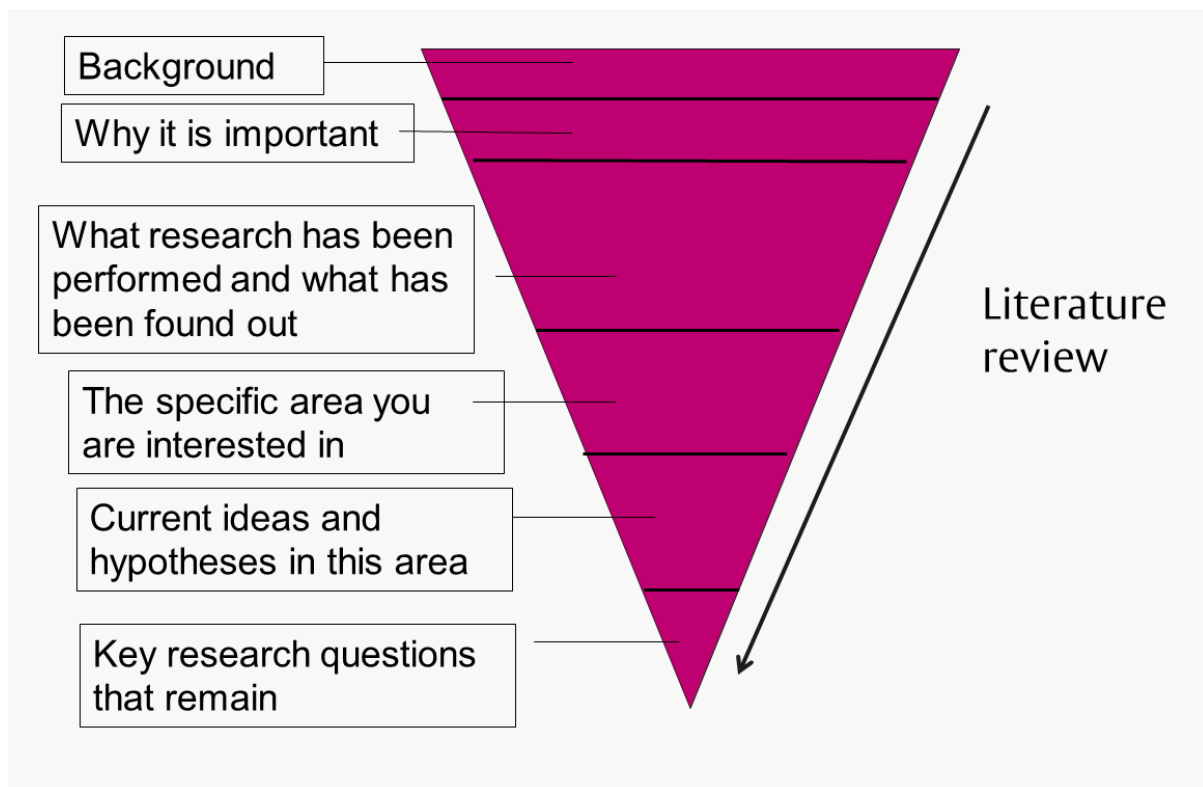 Background
Why it is important
What research has been
performed and what has
been found out
The specific area you
are interested in
Current ideas and
hypotheses in this area
Key research questions
that remain
Literature
review